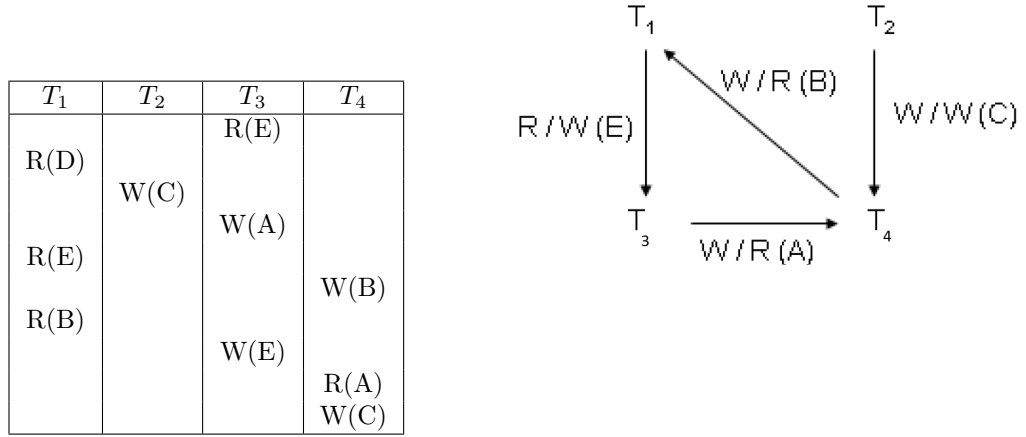 T1 T2 T3 T4
R(E)
R(D)
W(C)
W(A)
R(E)
W(B)
R(B)
W(E)
R(A)
W(C)
T1 T2
W/R(B)
R/W(E) W/W(C)
T3 T4
W/R(A)